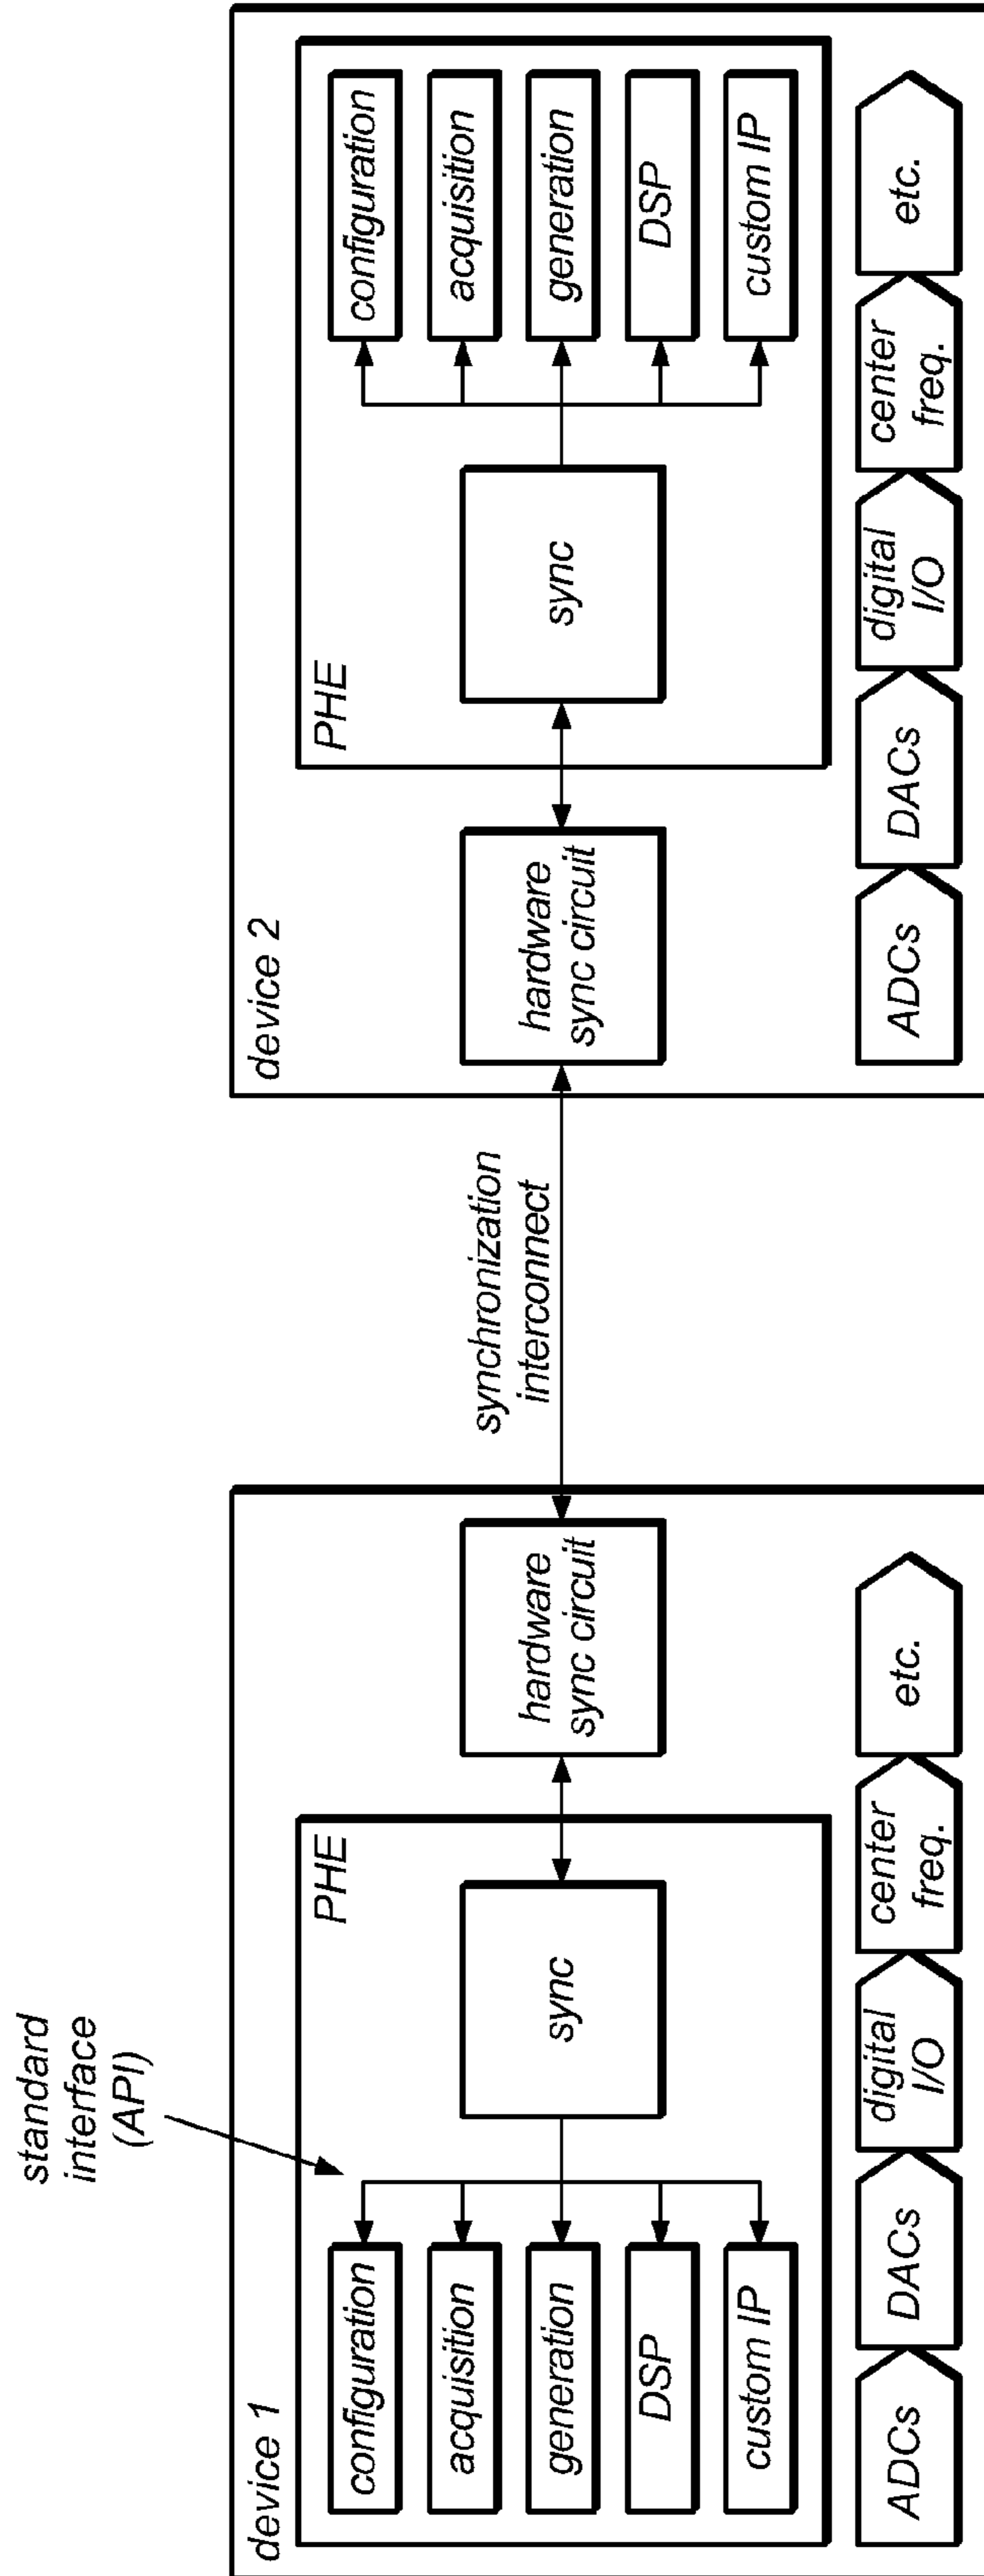 standard
interface
(API)
device 1
PHE
configuration
acquisition
generation
DSP
custom IP
sync
hardware
sync circuit
ADCs
DACs
digital
I/O
center
freq.
etc.
synchronization
interconnect
device 2
hardware
sync circuit
PHE
sync
configuration
acquisition
generation
DSP
custom IP
ADCs
DACs
digital
I/O
center
freq.
etc.